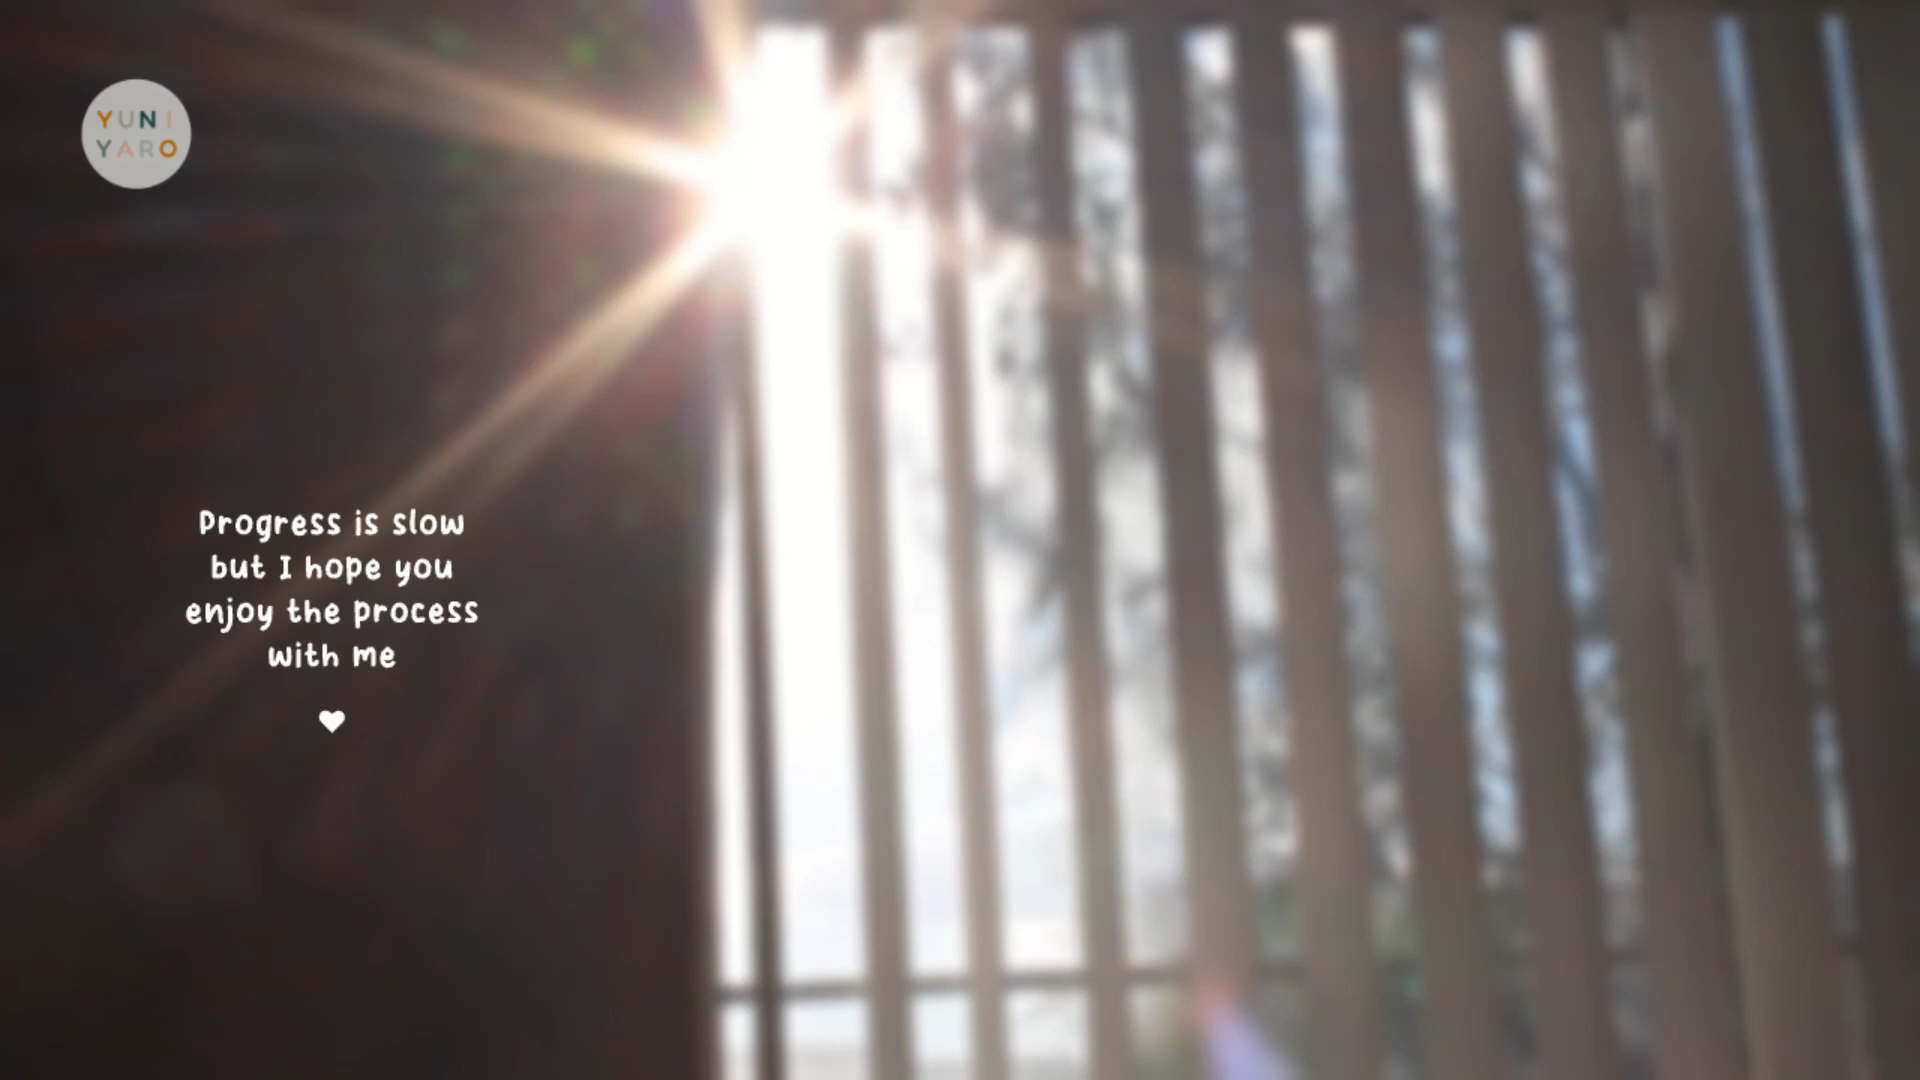 YUNI
YARO
Progress is slow
but I hope you
enjoy the process
with me